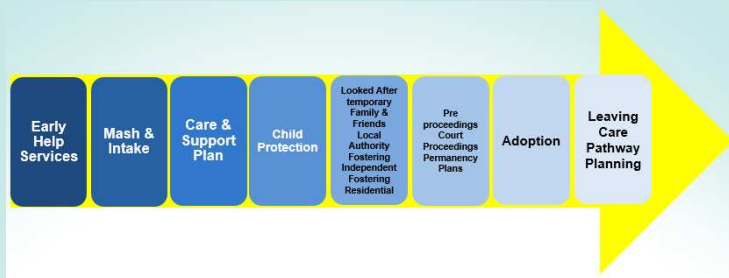 Early
Help
Services
Mash &
Intake
Care &
Support
Plan
Child
Protection
Looked After
temporary
Family &
Friends
Local
Authority
Fostering
Independent
Fostering
Residential
Pre
proceedings
Court
Proceedings
Permanency
Plans
Adoption
Leaving
Care
Pathway
Planning